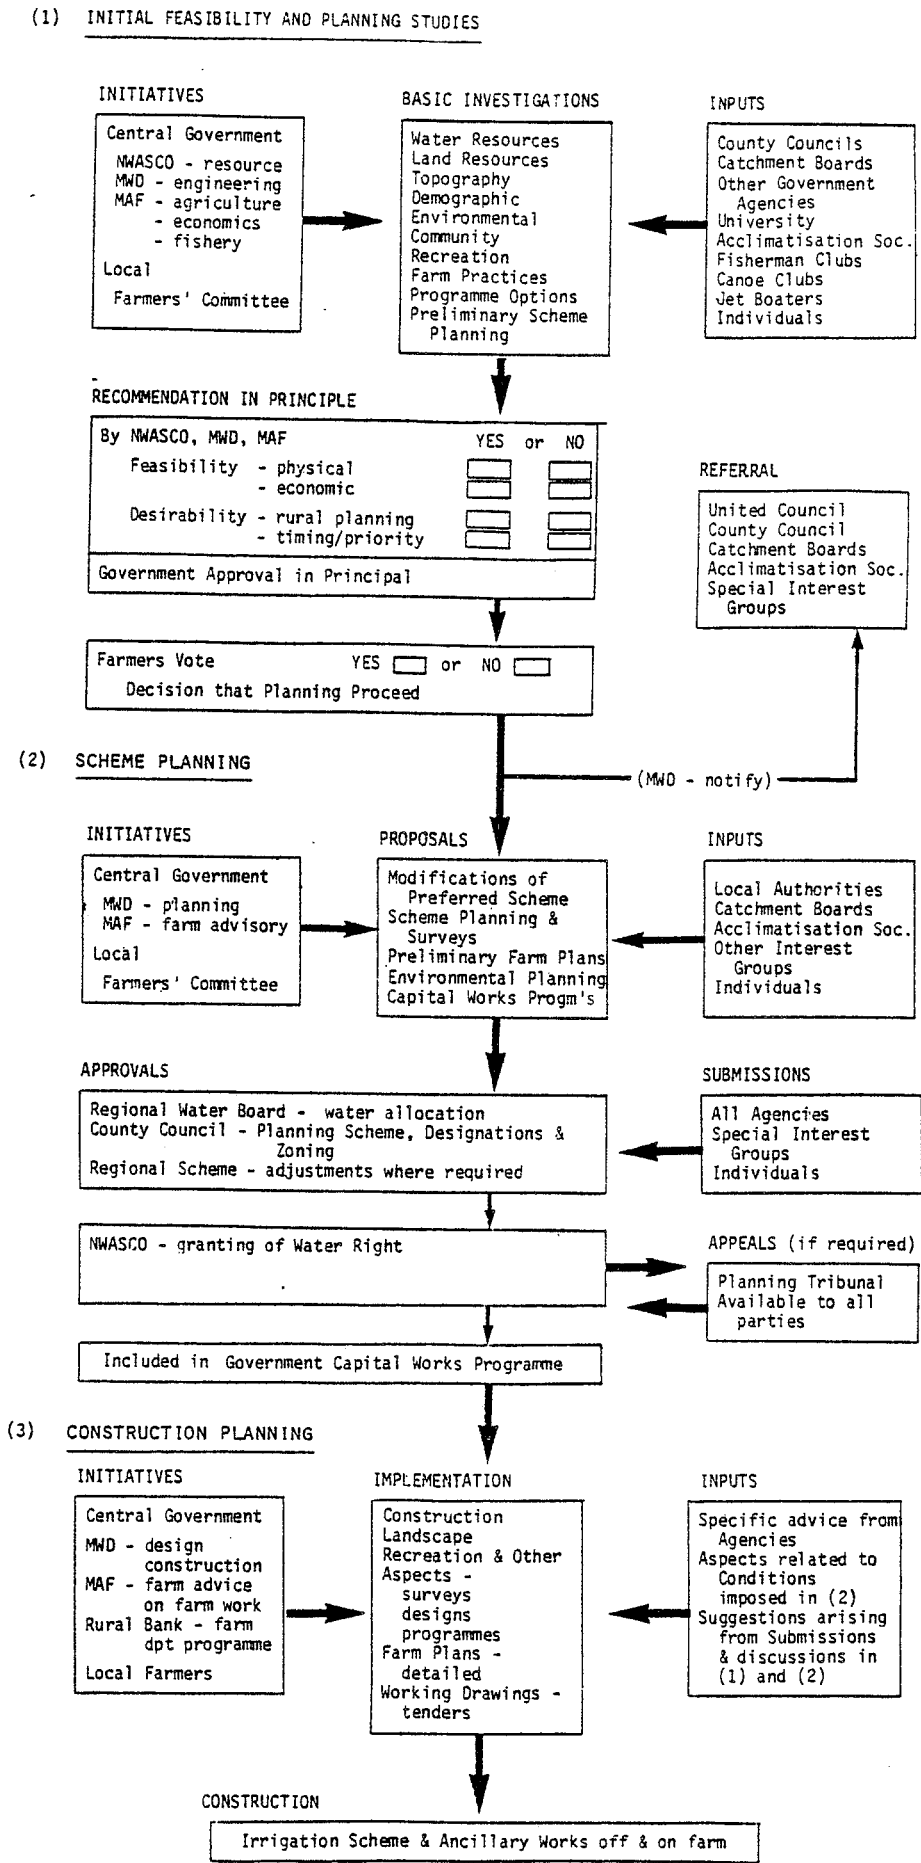 (1) INITIAL FEASIBILITY AND PLANNING STUDIES
INITIATIVES
Central Government
NWASCO - resource
MWD - engineering
MAF - agriculture
- economics
- fishery
Local
Farmers' Committee
BASIC INVESTIGATIONS
Water Resources
Land Resources
Topography
Demographic
Environmental
Community
Recreation
Farm Practices
Programme Options
Preliminary Scheme
Planning
INPUTS
County Councils
Catchment Boards
Other Government
Agencies
University
Acclimatisation Soc.
Fisherman Clubs
Canoe Clubs
Jet Boaters
Individuals
RECOMMENDATION IN PRINCIPLE
By NWASCO, MWD, MAF YES or NO
Feasibility - physical
- economic
Desirability - rural planning
- timing/priority
Government Approval in Principal
REFERRAL
United Council
County Council
Catchment Boards
Acclimatisation Soc.
Special Interest
Groups
Farmers Vote YES or NO
Decision that Planning Proceed
(2) SCHEME PLANNING
(MWD - notify)
INITIATIVES
Central Government
MWD - planning
MAF - farm advisory
Local
Farmers' Committee
PROPOSALS
Modifications of
Preferred Scheme
Scheme Planning &
Surveys
Preliminary Farm Plans
Environmental Planning
Capital Works Progm's
INPUTS
Local Authorities
Catchment Boards
Acclimatisation Soc.
Other Interest
Groups
Individuals
APPROVALS
Regional Water Board - water allocation
County Council - Planning Scheme, Designations &
Zoning
Regional Scheme - adjustments where required
SUBMISSIONS
All Agencies
Special Interest
Groups
Individuals
NWASCO - granting of Water Right
APPEALS (if required)
Planning Tribunal
Available to all
parties
Included in Government Capital Works Programme
(3) CONSTRUCTION PLANNING
INITIATIVES
Central Government
MWD - design
construction
MAF - farm advice
on farm work
Rural Bank - farm
dpt programme
Local Farmers
IMPLEMENTATION
Construction
Landscape
Recreation & Other
Aspects -
surveys
designs
programmes
Farm Plans -
detailed
Working Drawings -
tenders
INPUTS
Specific advice from
Agencies
Aspects related to
Conditions
imposed in (2)
Suggestions arising
from Submissions
& discussions in
(1) and (2)
CONSTRUCTION
Irrigation Scheme & Ancillary Works off & on farm